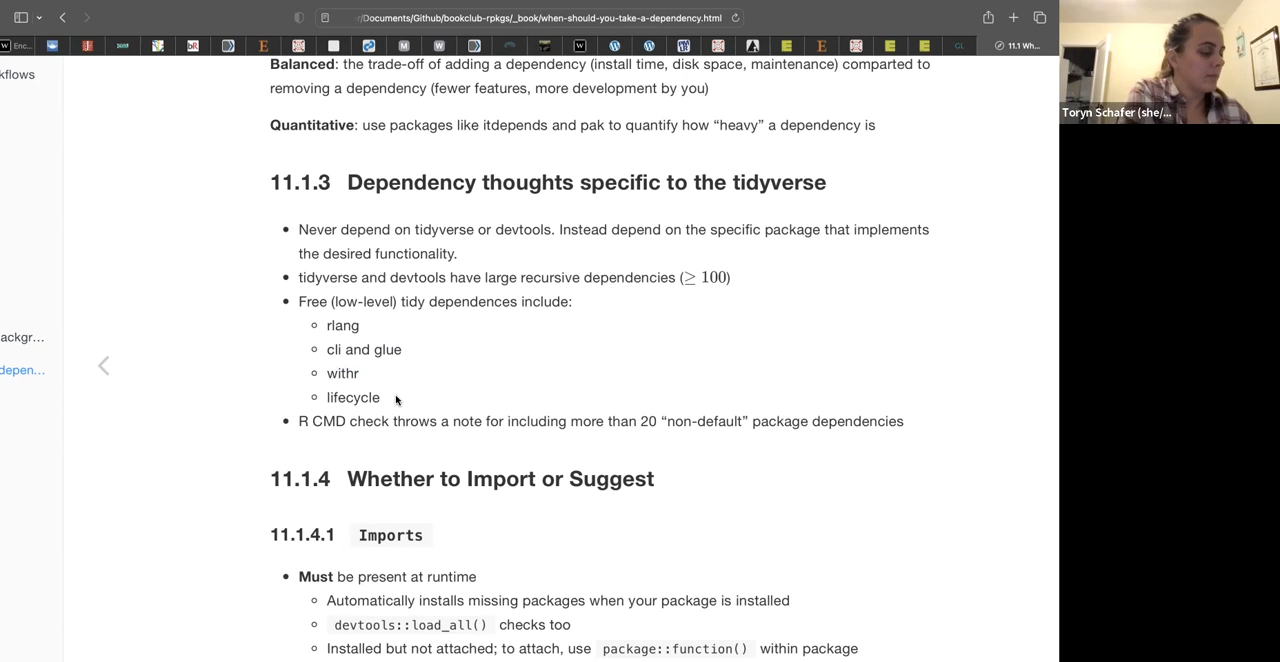 r/Documents/Github/bookclub-rpkgs/_book/when-should-you-take-a-dependency.html
Enc...
bR
E
M
W
W
E
E
E
E
GL
11.1 Wh...
kflows
ackgr...
depen...
Balanced: the trade-off of adding a dependency (install time, disk space, maintenance) comparted to
removing a dependency (fewer features, more development by you)
Quantitative: use packages like itdepends and pak to quantify how “heavy” a dependency is
11.1.3 Dependency thoughts specific to the tidyverse
• Never depend on tidyverse or devtools. Instead depend on the specific package that implements
the desired functionality.
• tidyverse and devtools have large recursive dependencies (≥ 100)
• Free (low-level) tidy dependences include:
◦ rlang
◦ cli and glue
◦ withr
◦ lifecycle
• R CMD check throws a note for including more than 20 “non-default” package dependencies
11.1.4 Whether to Import or Suggest
11.1.4.1 Imports
• Must be present at runtime
◦ Automatically installs missing packages when your package is installed
◦ devtools::load_all() checks too
◦ Installed but not attached; to attach, use package::function() within package
Toryn Schafer (she/...